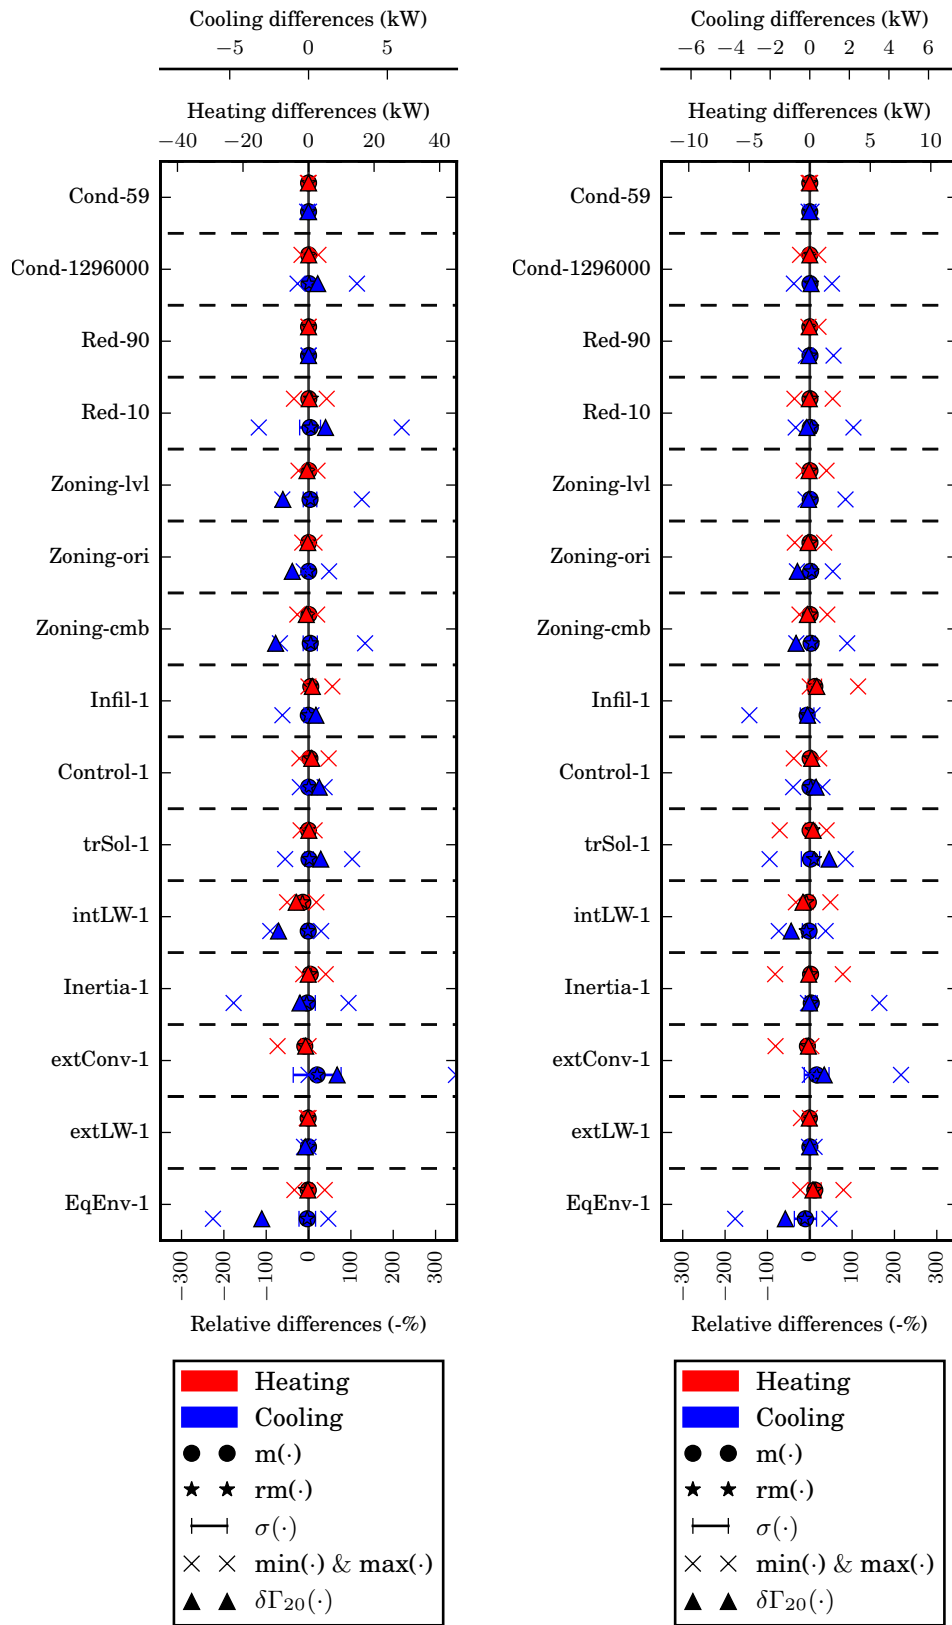 Cooling differences (kW)
−5 0 5
Heating differences (kW)
−40 −20 0 20 40
Cond-59
Cond-1296000
Red-90
Red-10
Zoning-lvl
Zoning-ori
Zoning-cmb
Infil-1
Control-1
trSol-1
intLW-1
Inertia-1
extConv-1
extLW-1
EqEnv-1
−300 −200 −100 0 100 200 300
Relative differences (-%)
Heating
Cooling
m(·)
rm(·)
σ(·)
min(·) & max(·)
δΓ20(·)
Cooling differences (kW)
−6 −4 −2 0 2 4 6
Heating differences (kW)
−10 −5 0 5 10
Cond-59
Cond-1296000
Red-90
Red-10
Zoning-lvl
Zoning-ori
Zoning-cmb
Infil-1
Control-1
trSol-1
intLW-1
Inertia-1
extConv-1
extLW-1
EqEnv-1
−300 −200 −100 0 100 200 300
Relative differences (-%)
Heating
Cooling
m(·)
rm(·)
σ(·)
min(·) & max(·)
δΓ20(·)